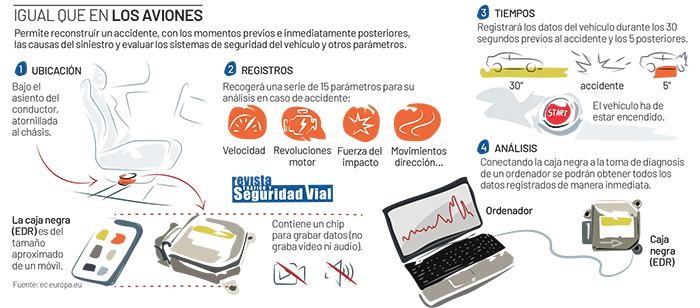 IGUAL QUE EN LOS AVIONES
Permite reconstruir un accidente, con los momentos previos e inmediatamente posteriores,
las causas del siniestro y evaluar los sistemas de seguridad del vehículo y otros parámetros.
1 UBICACIÓN
Bajo el
asiento del
conductor,
atornillada
al chásis.
La caja negra
(EDR) es del
tamaño
aproximado
de un móvil.
Fuente: ec.europa.eu
2 REGISTROS
Recogerá una serie de 15 parámetros para su
análisis en caso de accidente:
Velocidad
Revoluciones
motor
Fuerza del
impacto
Movimientos
dirección...
revista
TRÁFICO Y
Seguridad Vial
Contiene un chip
para grabar datos (no
graba vídeo ni audio).
3 TIEMPOS
Registrará los datos del vehículo durante los 30
segundos previos al accidente y los 5 posteriores.
30" accidente 5"
START
El vehículo ha de
estar encendido.
4 ANÁLISIS
Conectando la caja negra a la toma de diagnosis
de un ordenador se podrán obtener todos los
datos registrados de manera inmediata.
Ordenador
Caja
negra
(EDR)